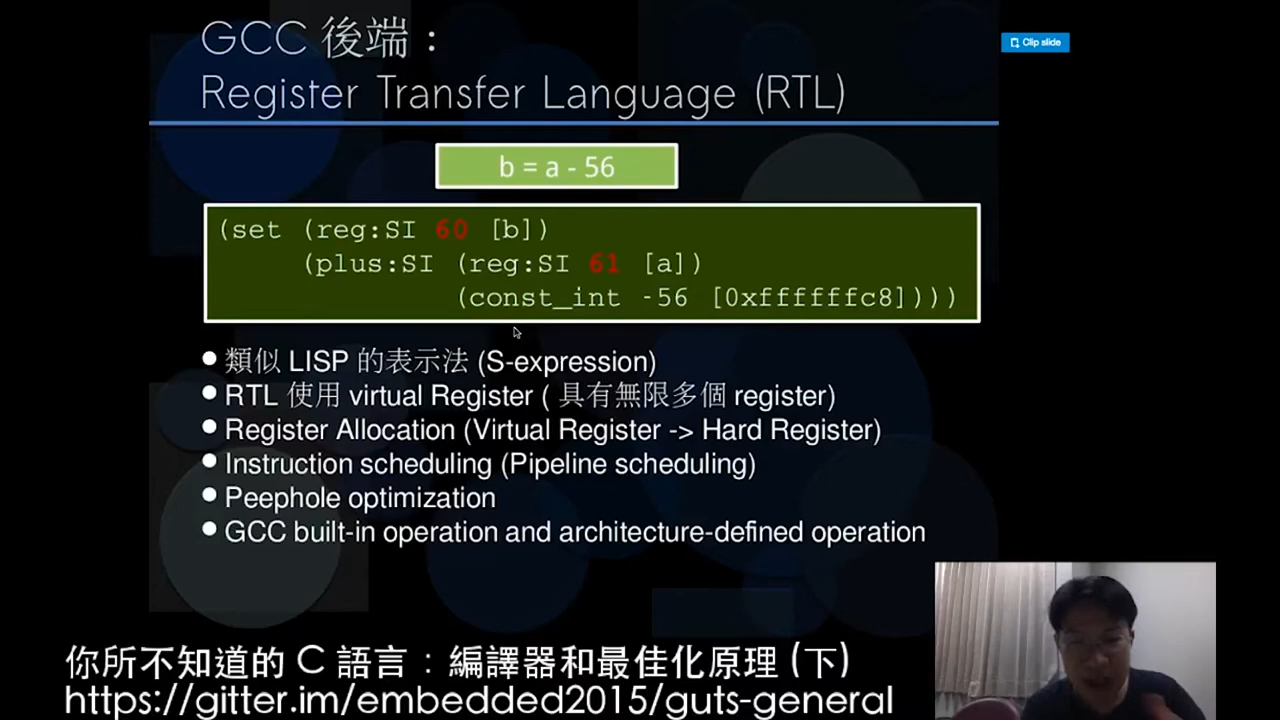 GCC 後端：
Register Transfer Language (RTL)
Clip slide
b = a - 56
(set (reg:SI 60 [b])
(plus:SI (reg:SI 61 [a])
(const_int -56 [0xffffffc8])))
● 類似 LISP 的表示法 (S-expression)
● RTL 使用 virtual Register ( 具有無限多個 register)
● Register Allocation (Virtual Register -> Hard Register)
● Instruction scheduling (Pipeline scheduling)
● Peephole optimization
● GCC built-in operation and architecture-defined operation
你所不知道的 C 語言：編譯器和最佳化原理 (下)
https://gitter.im/embedded2015/guts-general